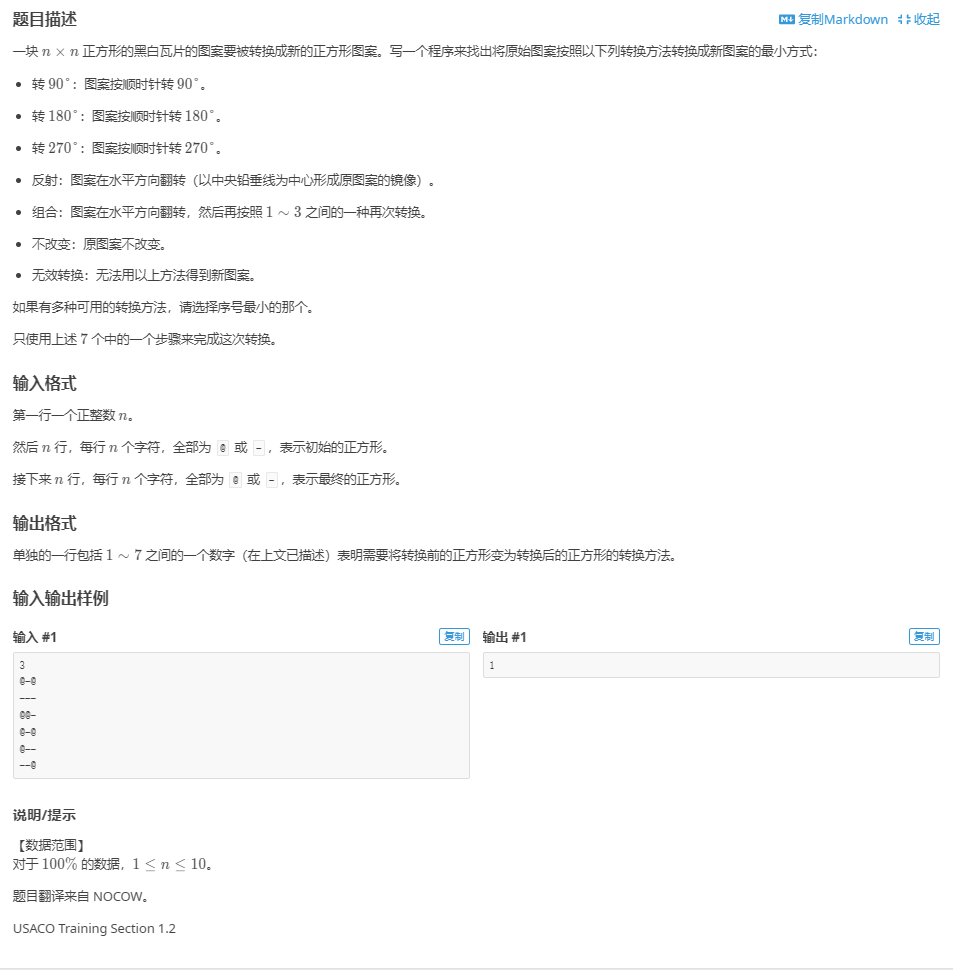 题目描述
复制Markdown 收起
一块 n × n 正方形的黑白瓦片的图案要被转换成新的正方形图案。写一个程序来找出将原始图案按照以下列转换方法转换成新图案的最小方式：
• 转 90°：图案按顺时针转 90°。
• 转 180°：图案按顺时针转 180°。
• 转 270°：图案按顺时针转 270°。
• 反射：图案在水平方向翻转（以中央铅垂线为中心形成原图案的镜像）。
• 组合：图案在水平方向翻转，然后再按照 1 ∼ 3 之间的一种再次转换。
• 不改变：原图案不改变。
• 无效转换：无法用以上方法得到新图案。
如果有多种可用的转换方法，请选择序号最小的那个。
只使用上述 7 个中的一个步骤来完成这次转换。
输入格式
第一行一个正整数 n。
然后 n 行，每行 n 个字符，全部为 @ 或 -，表示初始的正方形。
接下来 n 行，每行 n 个字符，全部为 @ 或 -，表示最终的正方形。
输出格式
单独的一行包括 1 ∼ 7 之间的一个数字（在上文已描述）表明需要将转换前的正方形变为转换后的正方形的转换方法。
输入输出样例
输入 #1
复制
3
@-@
---
@@-
@-@
@--
--@
输出 #1
复制
1
说明/提示
【数据范围】
对于 100% 的数据，1 ≤ n ≤ 10。
题目翻译来自 NOCOW。
USACO Training Section 1.2